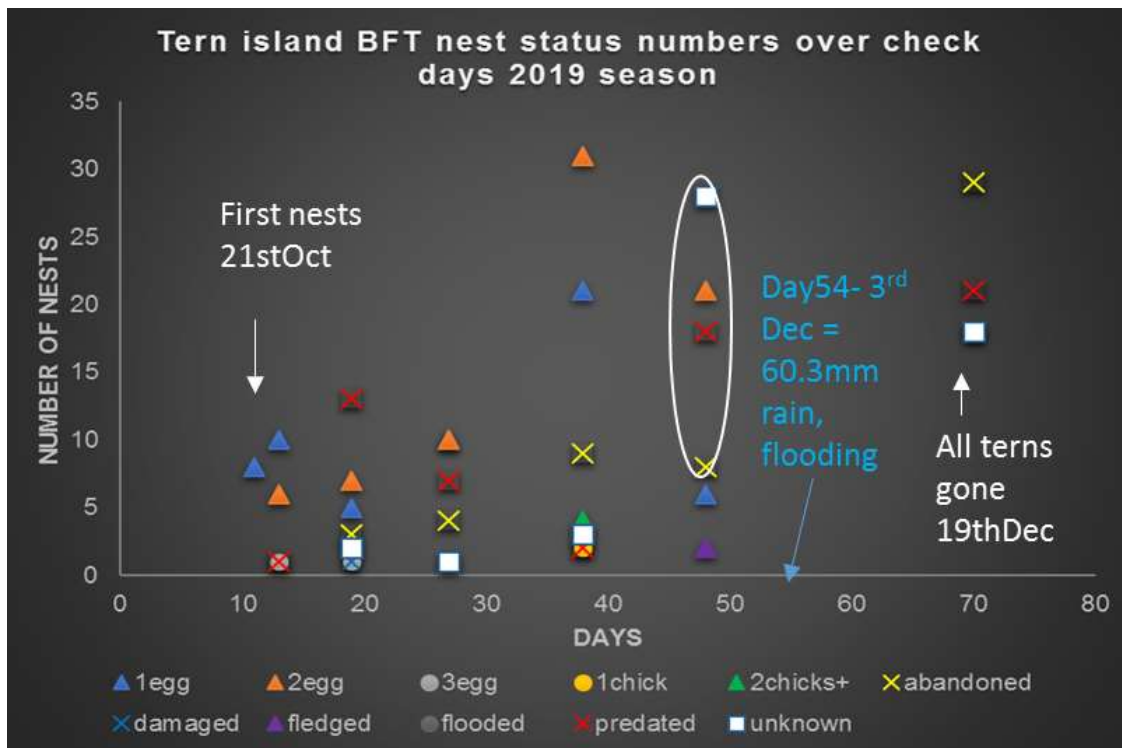 Tern island BFT nest status numbers over check
days 2019 season
35
30
25
20
15
10
5
0
NUMBER OF NESTS
First nests
21stOct
Day54- 3rd
Dec =
60.3mm
rain,
flooding
All terns
gone
19thDec
0 10 20 30 40 50 60 70 80
DAYS
1egg 2egg 3egg 1chick 2chicks+ abandoned
damaged fledged flooded predated unknown